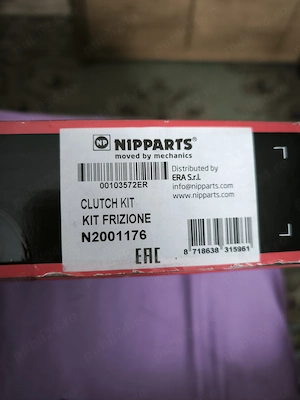 NP NIPPARTS®
moved by mechanics
00103572ER
Distributed by
ERA S.r.l.
info@nipparts.com
www.nipparts.com
CLUTCH KIT
KIT FRIZIONE
N2001176
EAC
8 718638 315961